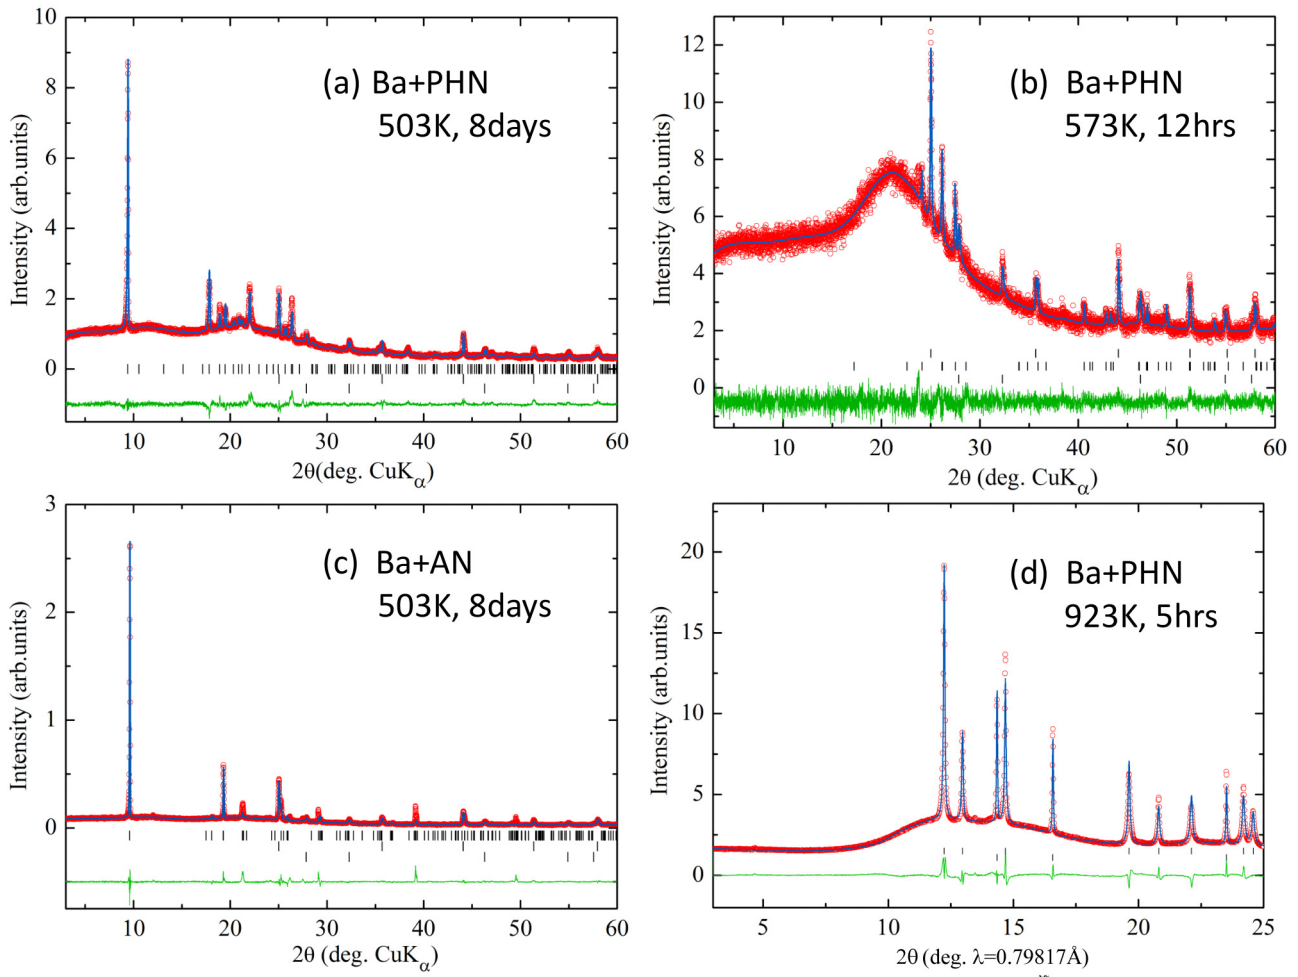 (a) Ba+PHN
503K, 8days
Intensity (arb.units)
10
8
6
4
2
0
10 20 30 40 50 60
2θ(deg. CuKα)
(b) Ba+PHN
573K, 12hrs
Intensity (arb.units)
12
10
8
6
4
2
0
10 20 30 40 50 60
2θ (deg. CuKα)
(c) Ba+AN
503K, 8days
Intensity (arb.units)
3
2
1
0
10 20 30 40 50 60
2θ (deg. CuKα)
(d) Ba+PHN
923K, 5hrs
Intensity (arb.units)
20
15
10
5
0
5 10 15 20 25
2θ (deg. λ=0.79817Å)